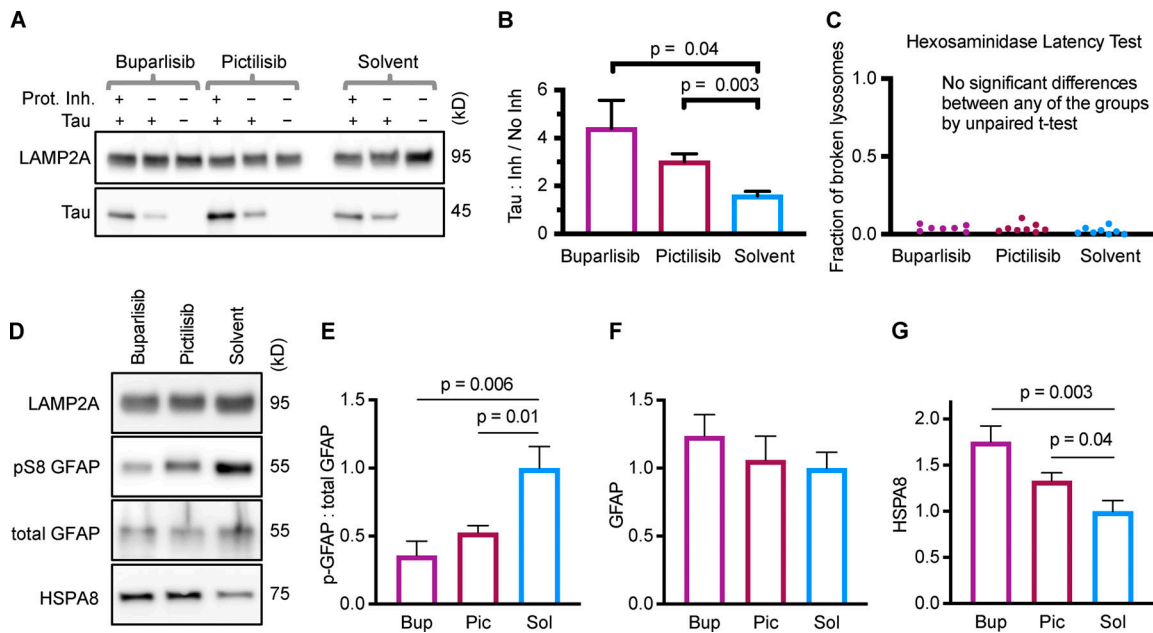 A
Buparlisib Pictilisib Solvent
Prot. Inh. + − − + − − + − −
Tau + + − + + − + + −
(kD)
LAMP2A 95
Tau 45
B
p = 0.04
p = 0.003
Tau : Inh / No Inh
6
4
2
0
Buparlisib Pictilisib Solvent
C
Hexosaminidase Latency Test
No significant differences
between any of the groups
by unpaired t-test
Fraction of broken lysosomes
1.0
0.5
0.0
Buparlisib Pictilisib Solvent
D
Buparlisib
Pictilisib
Solvent
(kD)
LAMP2A 95
pS8 GFAP 55
total GFAP 55
HSPA8 75
E
p = 0.006
p = 0.01
p-GFAP : total GFAP
1.5
1.0
0.5
0.0
Bup Pic Sol
F
GFAP
1.5
1.0
0.5
0.0
Bup Pic Sol
G
p = 0.003
p = 0.04
HSPA8
2.0
1.5
1.0
0.5
0.0
Bup Pic Sol